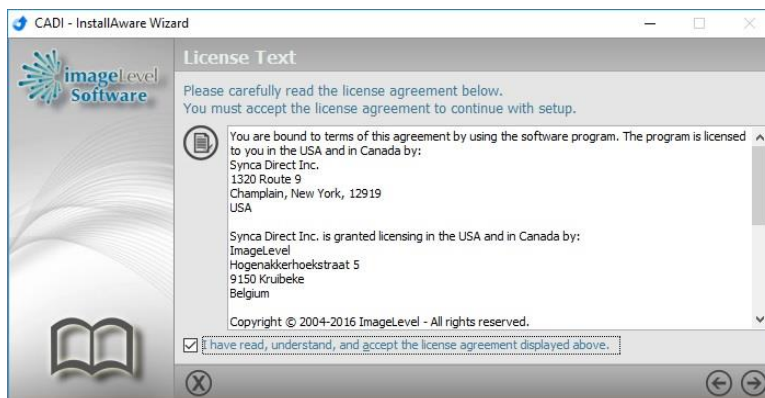 CADI - InstallAware Wizard
imageLevel
Software
License Text
Please carefully read the license agreement below.
You must accept the license agreement to continue with setup.
You are bound to terms of this agreement by using the software program. The program is licensed
to you in the USA and in Canada by:
Synca Direct Inc.
1320 Route 9
Champlain, New York, 12919
USA
Synca Direct Inc. is granted licensing in the USA and in Canada by:
ImageLevel
Hogenakkerhoekstraat 5
9150 Kruibeke
Belgium
Copyright © 2004-2016 ImageLevel - All rights reserved.
I have read, understand, and accept the license agreement displayed above.